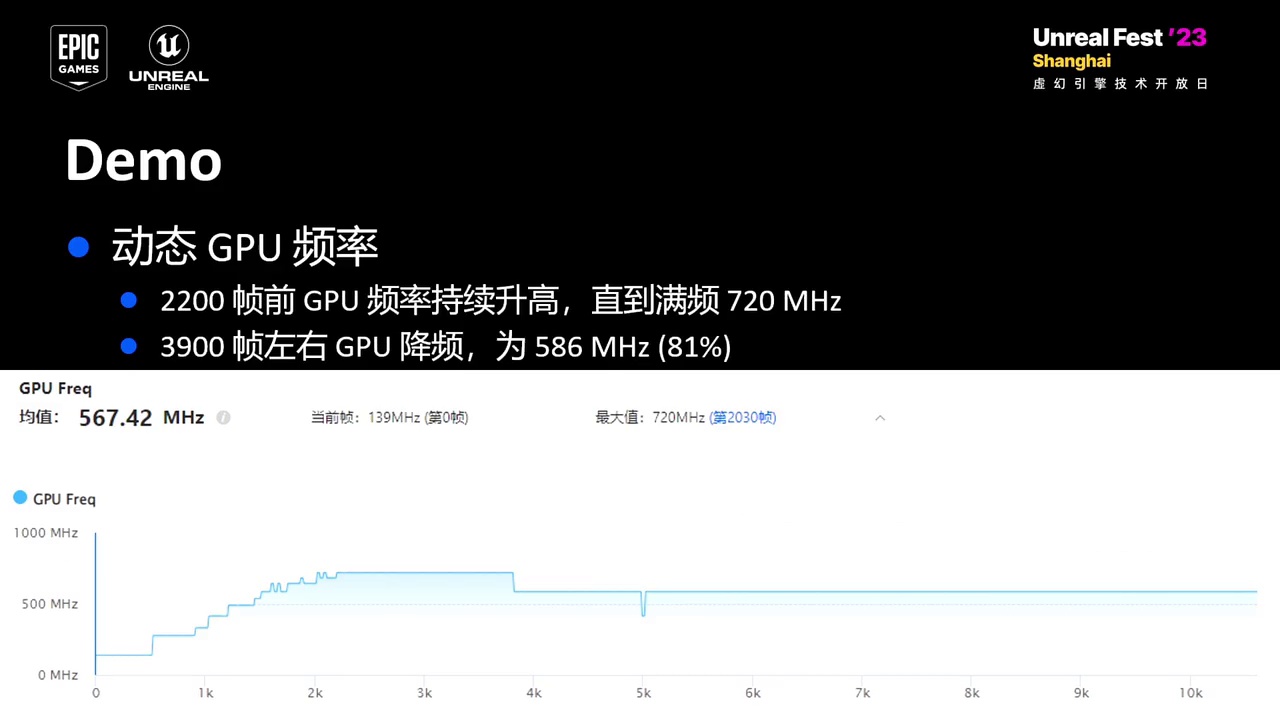 EPIC
GAMES
UNREAL
ENGINE
Unreal Fest '23
Shanghai
虚幻引擎技术开放日
Demo
动态 GPU 频率
2200 帧前 GPU 频率持续升高，直到满频 720 MHz
3900 帧左右 GPU 降频，为 586 MHz (81%)
GPU Freq
均值： 567.42 MHz 当前帧：139MHz (第0帧) 最大值：720MHz (第2030帧)
GPU Freq
1000 MHz
500 MHz
0 MHz
0 1k 2k 3k 4k 5k 6k 7k 8k 9k 10k